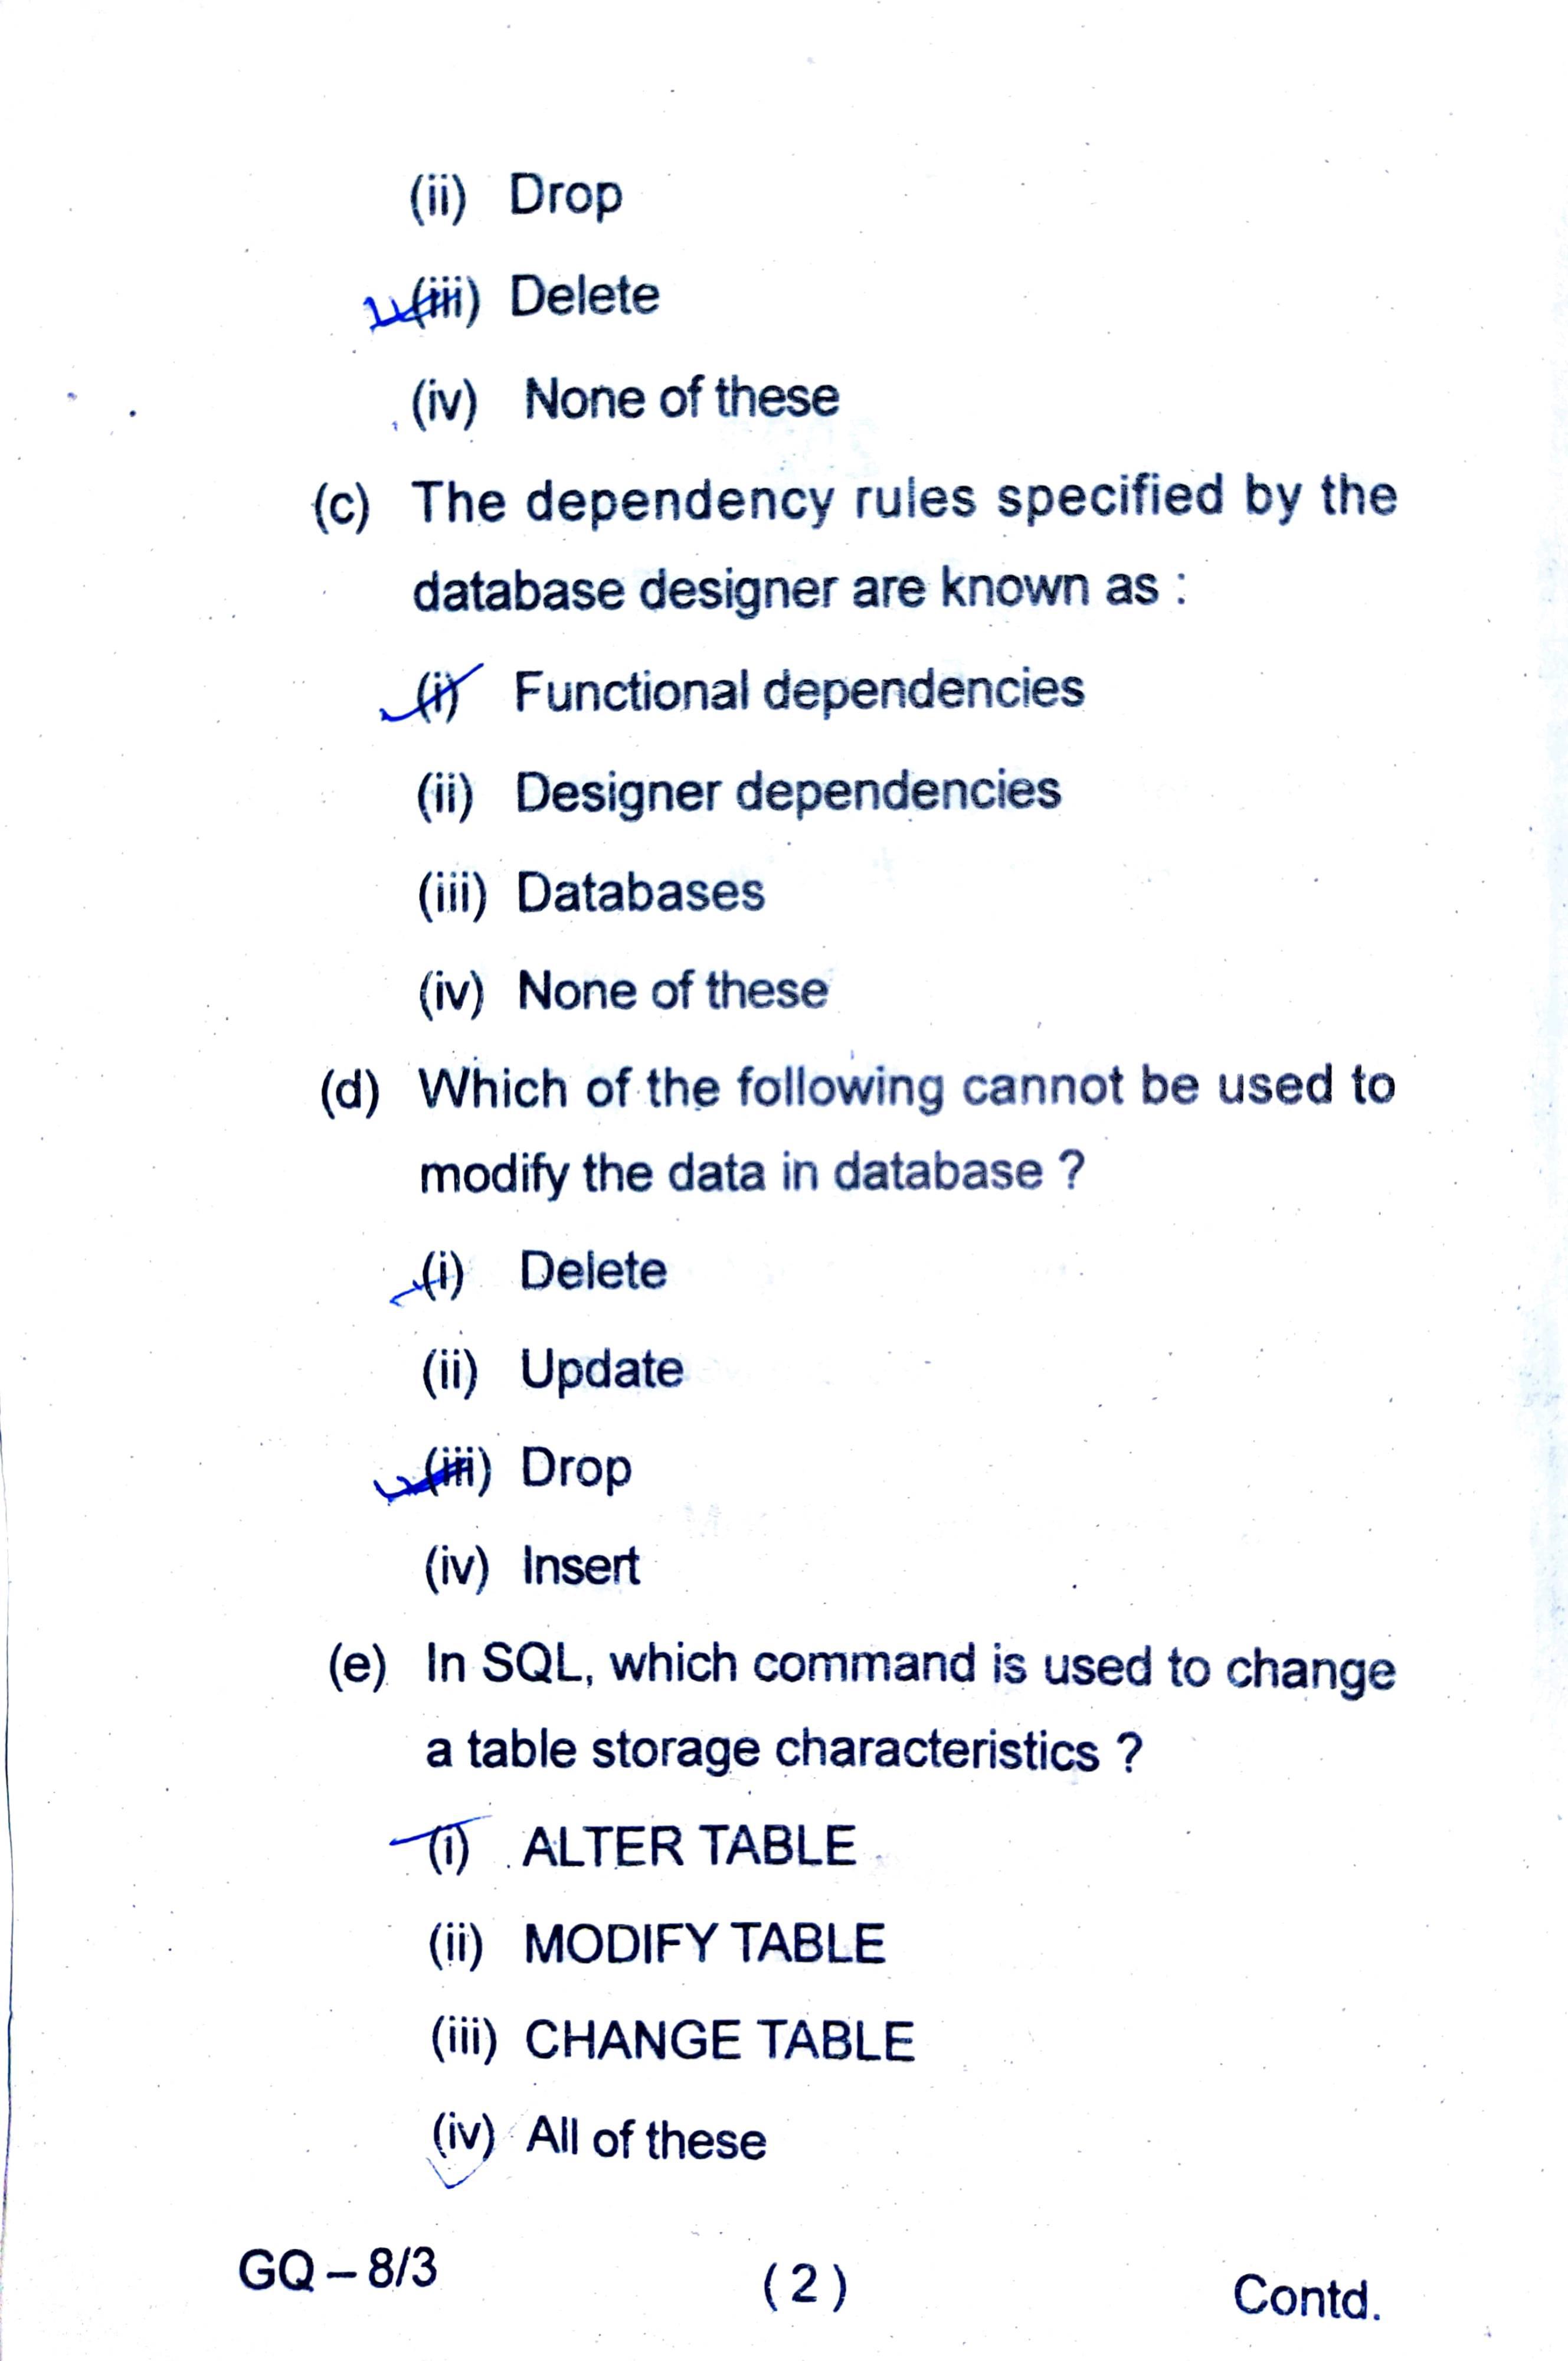 (ii) Drop
(iii) Delete
(iv) None of these
(c) The dependency rules specified by the
database designer are known as :
(i) Functional dependencies
(ii) Designer dependencies
(iii) Databases
(iv) None of these
(d) Which of the following cannot be used to
modify the data in database ?
(i) Delete
(ii) Update
(iii) Drop
(iv) Insert
(e) In SQL, which command is used to change
a table storage characteristics ?
(i) ALTER TABLE
(ii) MODIFY TABLE
(iii) CHANGE TABLE
(iv) All of these
GQ – 8/3 (2) Contd.